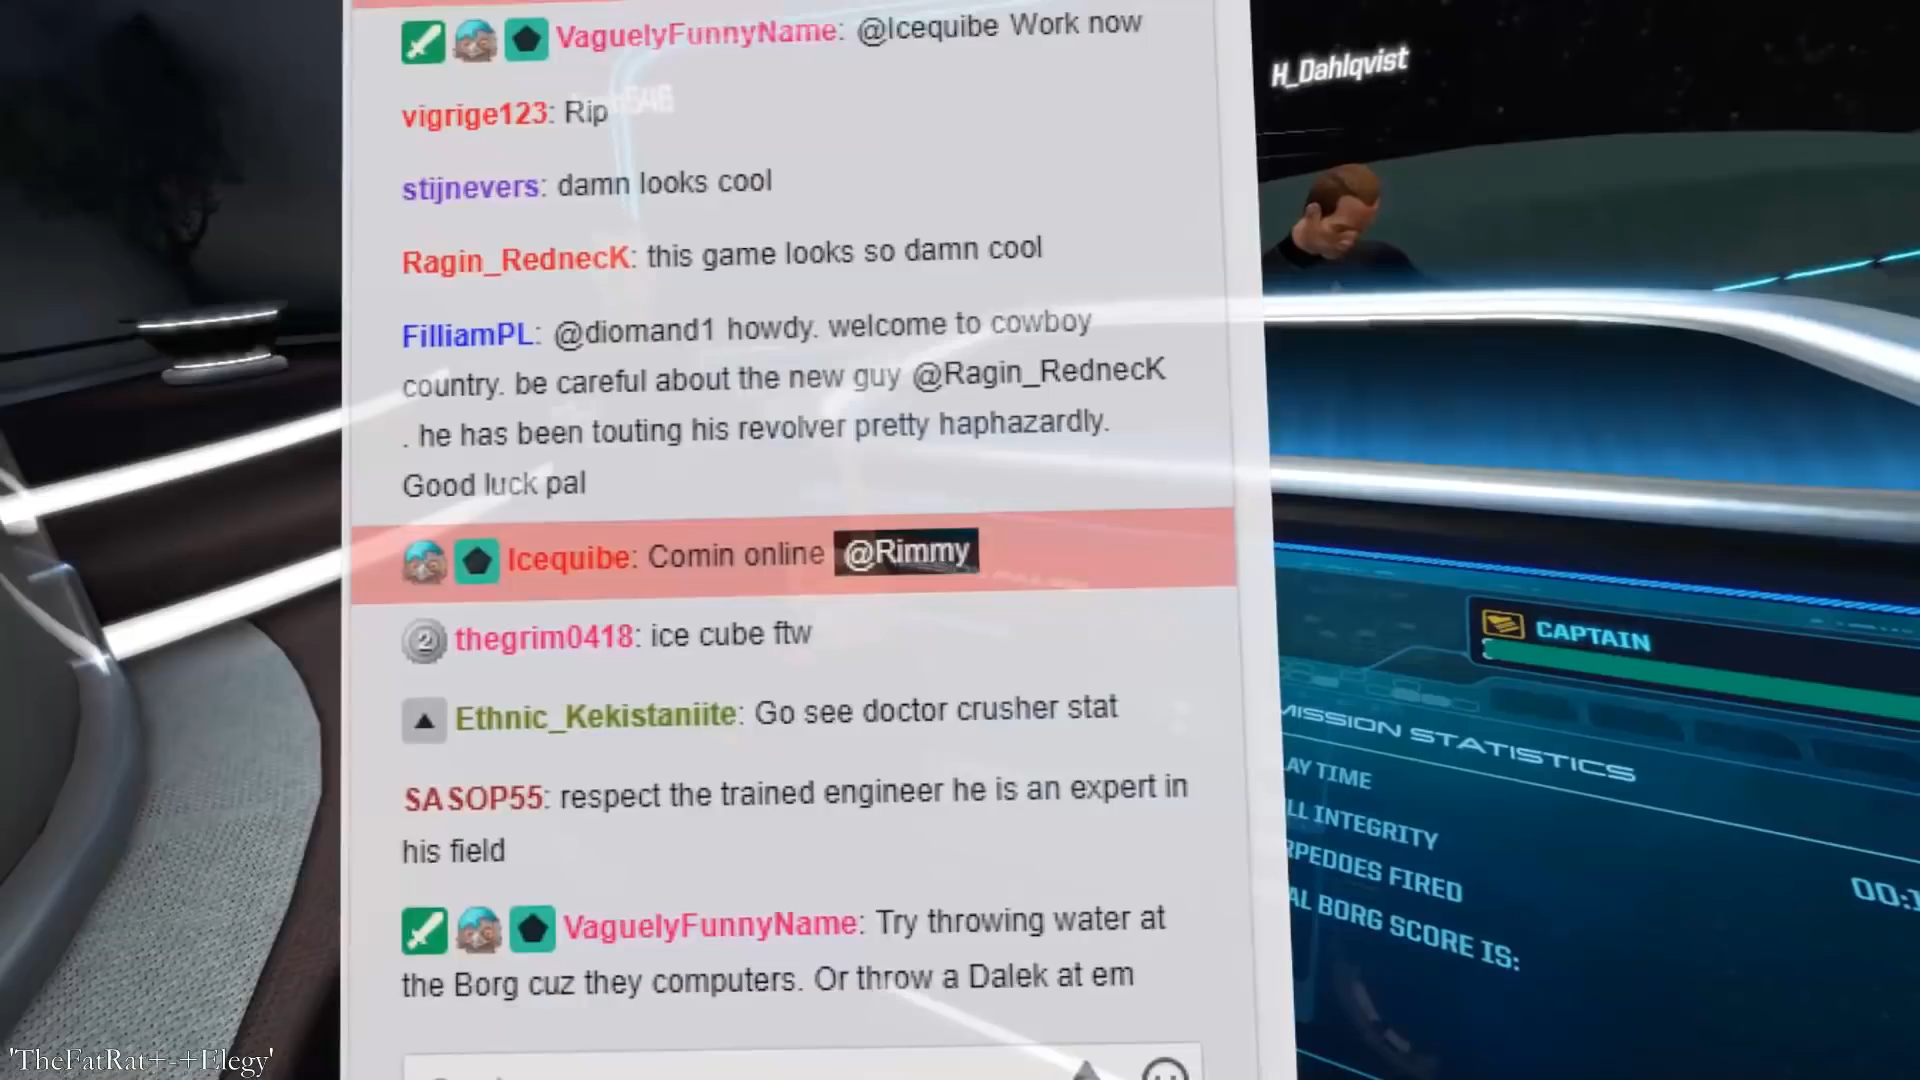 VaguelyFunnyName: @Icequibe Work now
H_Dahlqvist
vigrige123: Rip
stijnevers: damn looks cool
Ragin_RednecK: this game looks so damn cool
FilliamPL: @diomand1 howdy. welcome to cowboy
country. be careful about the new guy @Ragin_RednecK
. he has been touting his revolver pretty haphazardly.
Good luck pal
Icequibe: Comin online @Rimmy
2 thegrim0418: ice cube ftw
Ethnic_Kekistaniite: Go see doctor crusher stat
SASOP55: respect the trained engineer he is an expert in
his field
VaguelyFunnyName: Try throwing water at
the Borg cuz they computers. Or throw a Dalek at em
CAPTAIN
MISSION STATISTICS
AY TIME
LL INTEGRITY
RPEDOES FIRED
AL BORG SCORE IS:
00:1
'TheFatRat+-+Elegy'